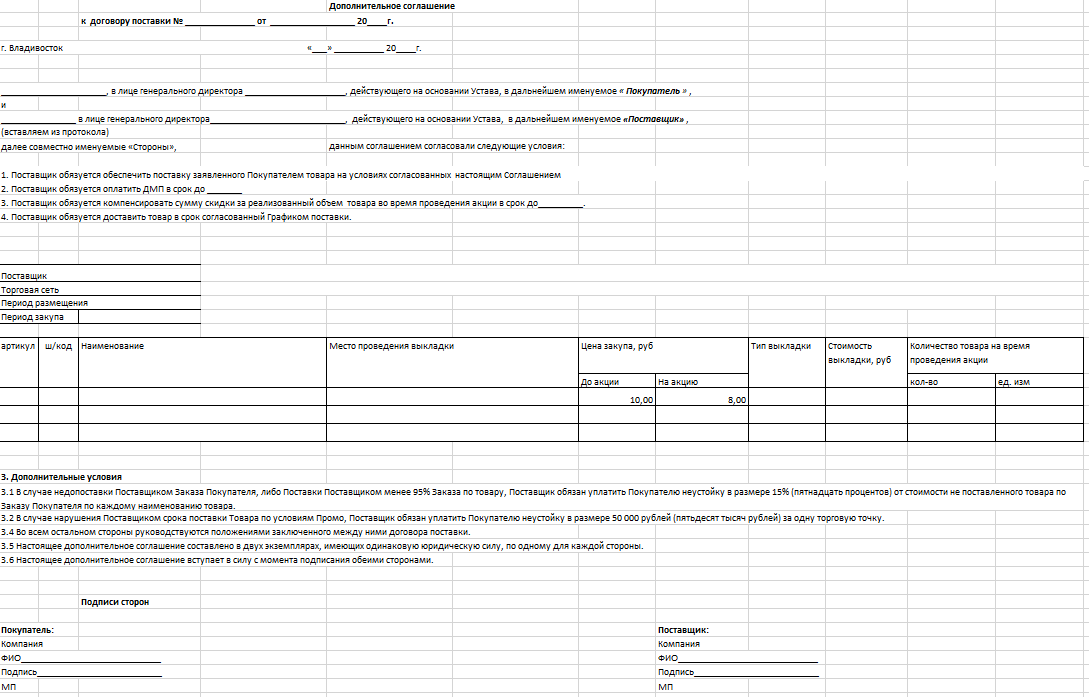 Дополнительное соглашение
к договору поставки № ______________ от _________________ 20____г.
г. Владивосток «___» __________ 20____г.
_____________________, в лице генерального директора ____________________, действующего на основании Устава, в дальнейшем именуемое « Покупатель » ,
и
_______________ в лице генерального директора___________________________, действующего на основании Устава, в дальнейшем именуемое «Поставщик» ,
(вставляем из протокола)
далее совместно именуемые «Стороны», данным соглашением согласовали следующие условия:
1. Поставщик обязуется обеспечить поставку заявленного Покупателем товара на условиях согласованных настоящим Соглашением
2. Поставщик обязуется оплатить ДМП в срок до _______
3. Поставщик обязуется компенсировать сумму скидки за реализованный объем товара во время проведения акции в срок до_________.
4. Поставщик обязуется доставить товар в срок согласованный Графиком поставки.
Поставщик
Торговая сеть
Период размещения
Период закупа
артикул ш/код Наименование Место проведения выкладки Цена закупа, руб Тип выкладки Стоимость выкладки, руб Количество товара на время проведения акции
До акции На акцию кол-во ед. изм
10,00 8,00
3. Дополнительные условия
3.1 В случае недопоставки Поставщиком Заказа Покупателя, либо Поставки Поставщиком менее 95% Заказа по товару, Поставщик обязан уплатить Покупателю неустойку в размере 15% (пятнадцать процентов) от стоимости не поставленного товара по
Заказу Покупателя по каждому наименованию товара.
3.2 В случае нарушения Поставщиком срока поставки Товара по условиям Промо, Поставщик обязан уплатить Покупателю неустойку в размере 50 000 рублей (пятьдесят тысяч рублей) за одну торговую точку.
3.4 Во всем остальном стороны руководствуются положениями заключенного между ними договора поставки.
3.5 Настоящее дополнительное соглашение составлено в двух экземплярах, имеющих одинаковую юридическую силу, по одному для каждой стороны.
3.6 Настоящее дополнительное соглашение вступает в силу с момента подписания обеими сторонами.
Подписи сторон
Покупатель: Поставщик:
Компания Компания
ФИО____________________________ ФИО____________________________
Подпись_________________________ Подпись_________________________
МП МП